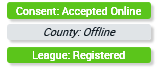 Consent: Accepted Online
County: Offline
League: Registered